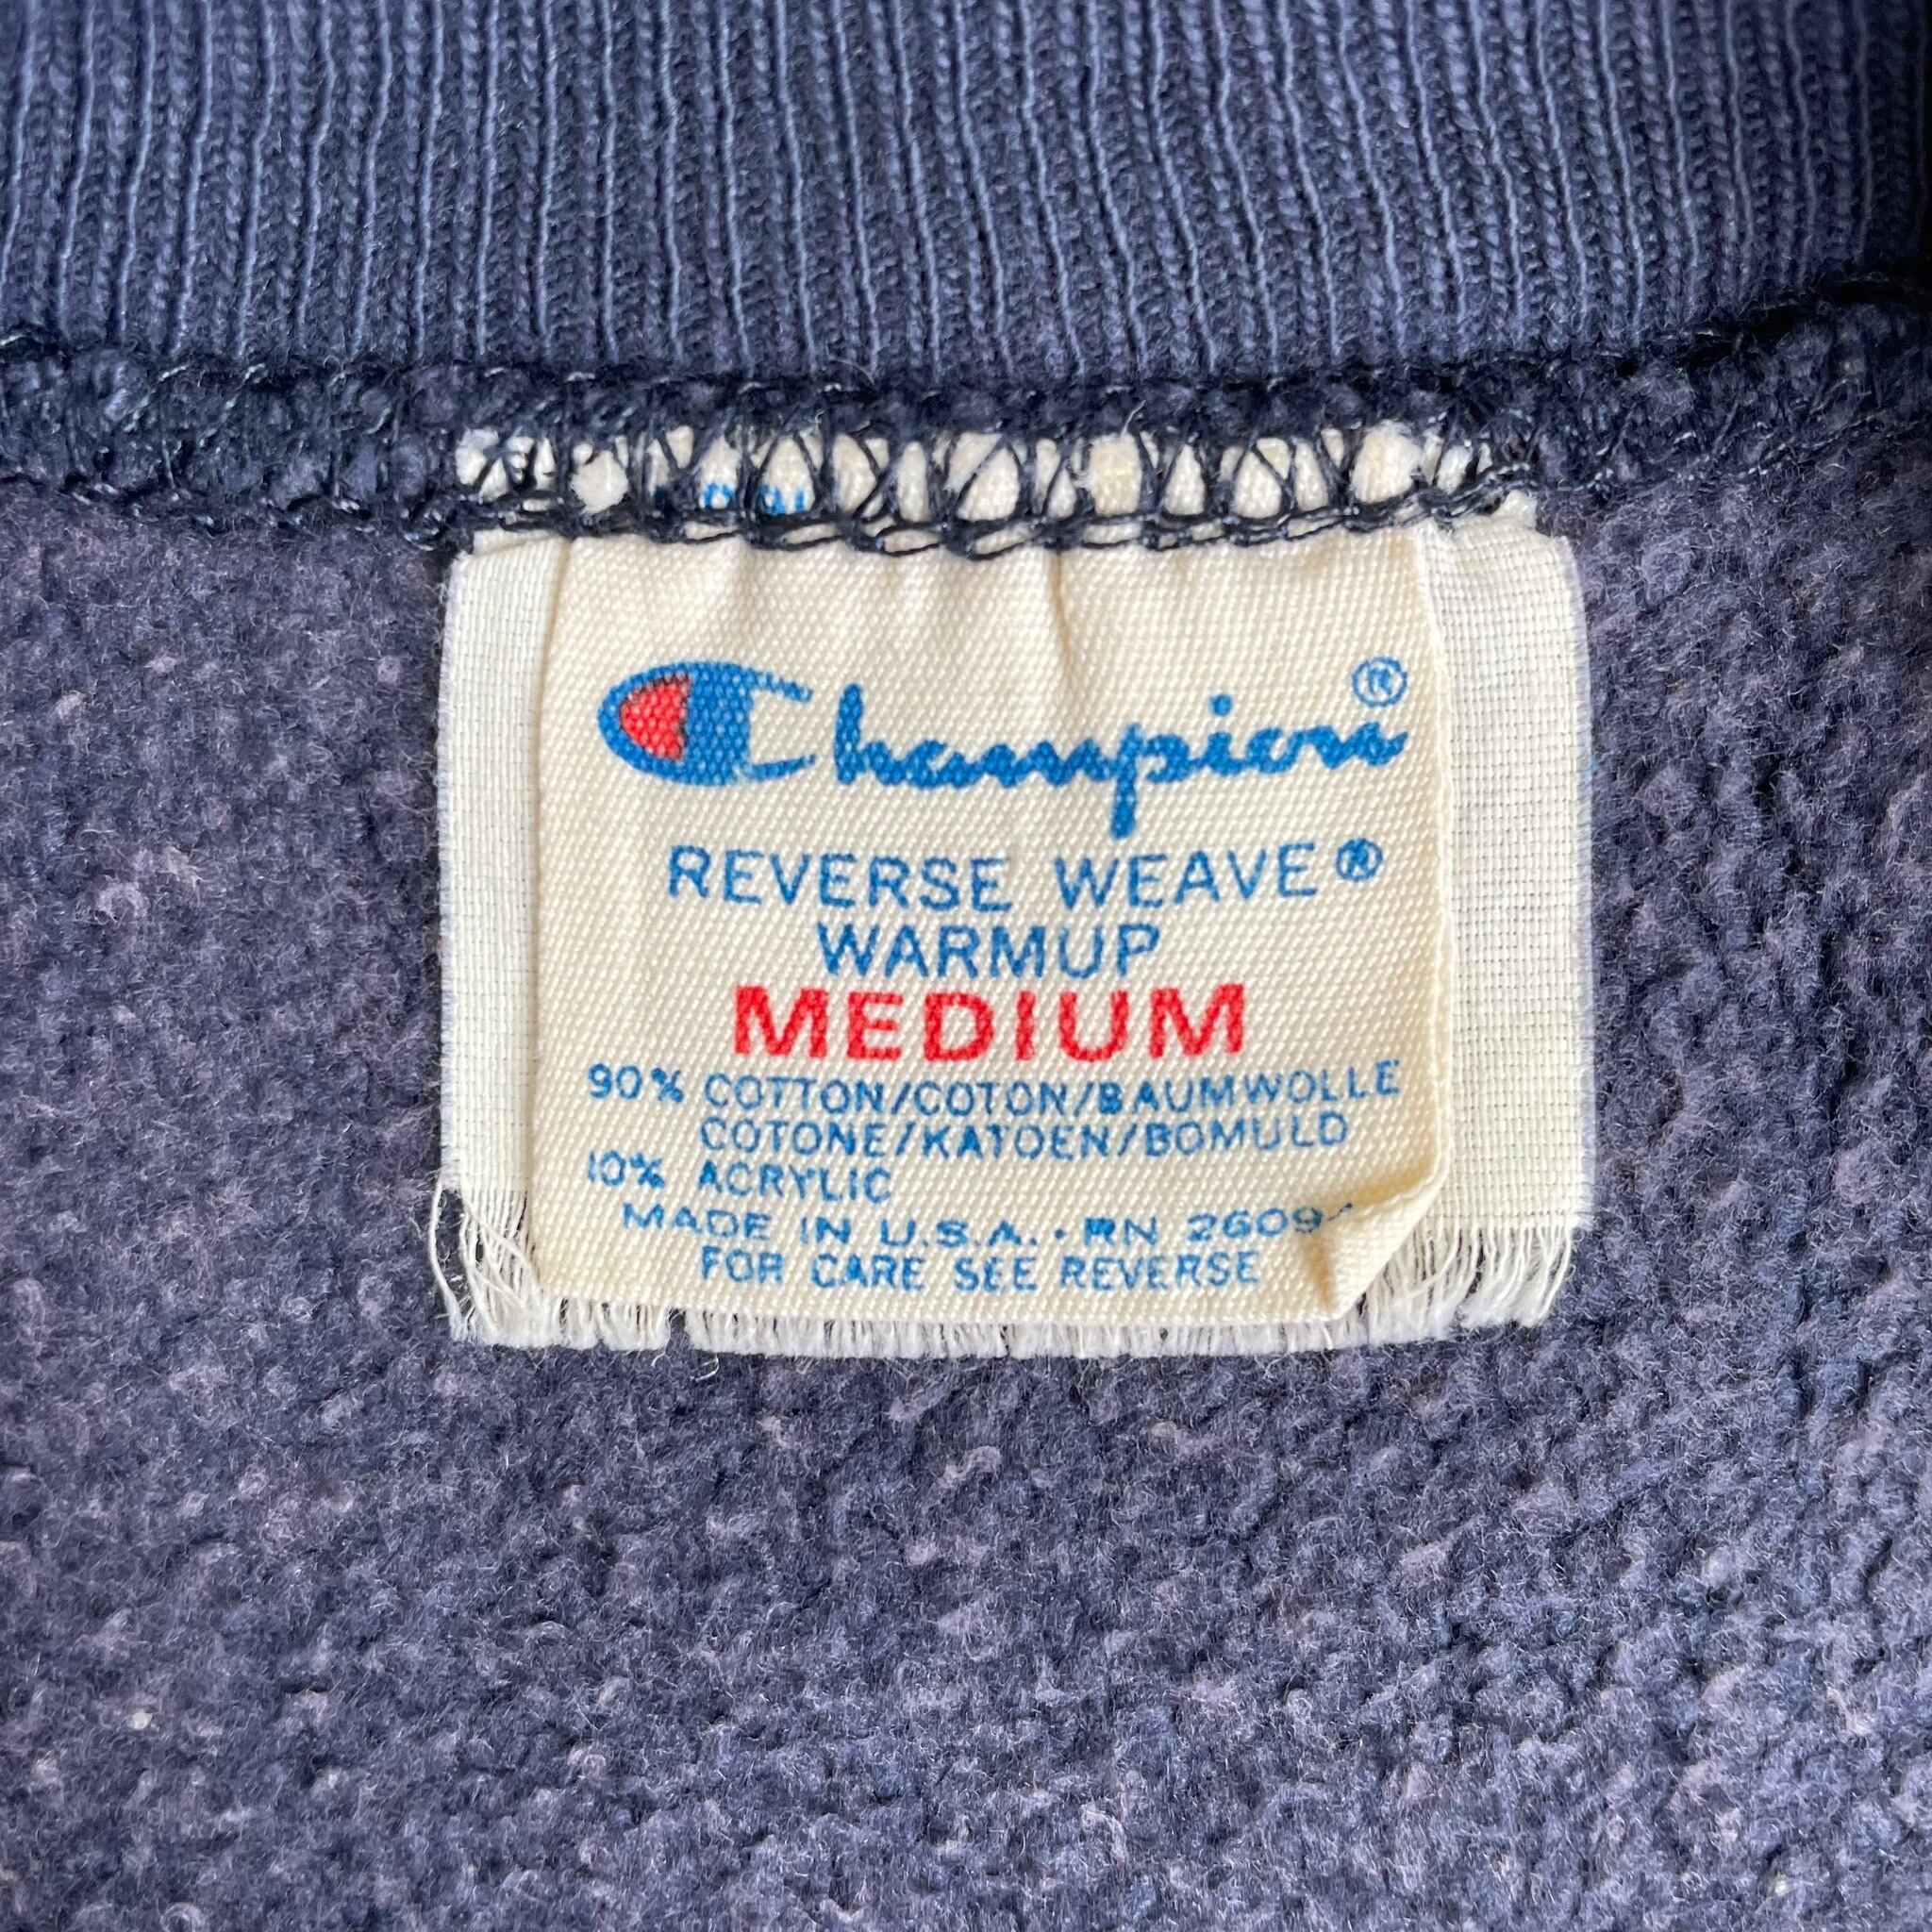 Champion®
REVERSE WEAVE®
WARMUP
MEDIUM
90% COTTON/COTON/BAUMWOLLE
COTONE/KATOEN/BOMULD
10% ACRYLIC
MADE IN U.S.A. · RN 26094
FOR CARE SEE REVERSE